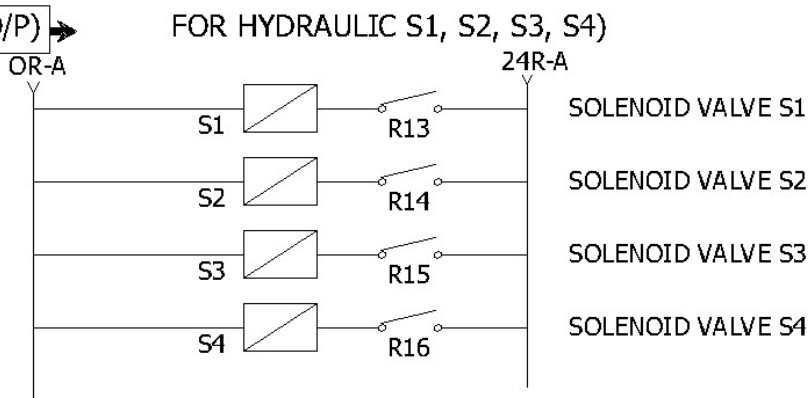 /P) FOR HYDRAULIC S1, S2, S3, S4)
OR-A 24R-A
S1 R13 SOLENOID VALVE S1
S2 R14 SOLENOID VALVE S2
S3 R15 SOLENOID VALVE S3
S4 R16 SOLENOID VALVE S4